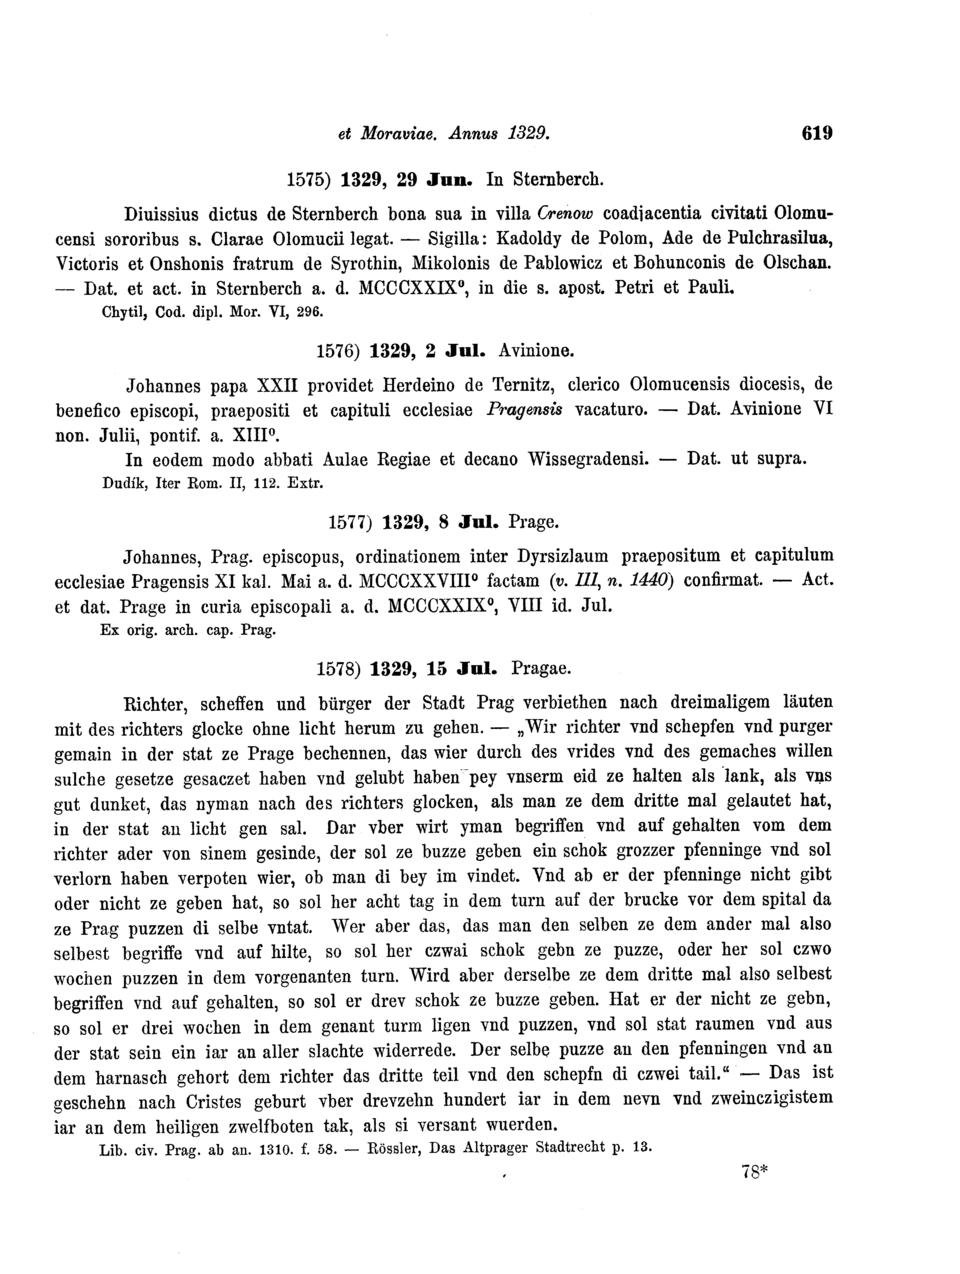 et Moraviae. Annus 1329. 619
1575) 1329, 29 Jun. In Sternberch.
Diuissius dictus de Sternberch bona sua in villa Crenow coadiacentia civitati Olomu-
censi sororibus s. Clarae Olomucii legat. — Sigilla: Kadoldy de Polom, Ade de Pulchrasilua,
Victoris et Onshonis fratrum de Syrothin, Mikolonis de Pablowicz et Bohunconis de Olschan.
— Dat. et act. in Sternberch a. d. MCCCXXIX⁰, in die s. apost. Petri et Pauli.
Chytil, Cod. dipl. Mor. VI, 296.
1576) 1329, 2 Jul. Avinione.
Johannes papa XXII providet Herdeino de Ternitz, clerico Olomucensis diocesis, de
benefico episcopi, praepositi et capituli ecclesiae Pragensis vacaturo. — Dat. Avinione VI
non. Julii, pontif. a. XIII⁰.
In eodem modo abbati Aulae Regiae et decano Wissegradensi. — Dat. ut supra.
Dudík, Iter Rom. II, 112. Extr.
1577) 1329, 8 Jul. Prage.
Johannes, Prag. episcopus, ordinationem inter Dyrsizlaum praepositum et capitulum
ecclesiae Pragensis XI kal. Mai a. d. MCCCXXVIII⁰ factam (v. III, n. 1440) confirmat. — Act.
et dat. Prage in curia episcopali a. d. MCCCXXIX⁰, VIII id. Jul.
Ex orig. arch. cap. Prag.
1578) 1329, 15 Jul. Pragae.
Richter, scheffen und bürger der Stadt Prag verbiethen nach dreimaligem läuten
mit des richters glocke ohne licht herum zu gehen. — „Wir richter vnd schepfen vnd purger
gemain in der stat ze Prage bechennen, das wier durch des vrides vnd des gemaches willen
sulche gesetze gesaczet haben vnd gelubt haben pey vnserm eid ze halten als lank, als vns
gut dunket, das nyman nach des richters glocken, als man ze dem dritte mal gelautet hat,
in der stat an licht gen sal. Dar vber wirt yman begriffen vnd auf gehalten vom dem
richter ader von sinem gesinde, der sol ze buzze geben ein schok grozzer pfenninge vnd sol
verlorn haben verpoten wier, ob man di bey im vindet. Vnd ab er der pfenninge nicht gibt
oder nicht ze geben hat, so sol her acht tag in dem turn auf der brucke vor dem spital da
ze Prag puzzen di selbe vntat. Wer aber das, das man den selben ze dem ander mal also
selbest begriffe vnd auf hilte, so sol her czwai schok gebn ze puzze, oder her sol czwo
wochen puzzen in dem vorgenanten turn. Wird aber derselbe ze dem dritte mal also selbest
begriffen vnd auf gehalten, so sol er drev schok ze buzze geben. Hat er der nicht ze gebn,
so sol er drei wochen in dem genant turm ligen vnd puzzen, vnd sol stat raumen vnd aus
der stat sein ein iar an aller slachte widerrede. Der selbe puzze an den pfenningen vnd an
dem harnasch gehort dem richter das dritte teil vnd den schepfn di czwei tail.“ — Das ist
geschehn nach Cristes geburt vber drevzehn hundert iar in dem nevn vnd zweinczigistem
iar an dem heiligen zwelfboten tak, als si versant wuerden.
Lib. civ. Prag. ab an. 1310. f. 58. — Rössler, Das Altprager Stadtrecht p. 13.
78*